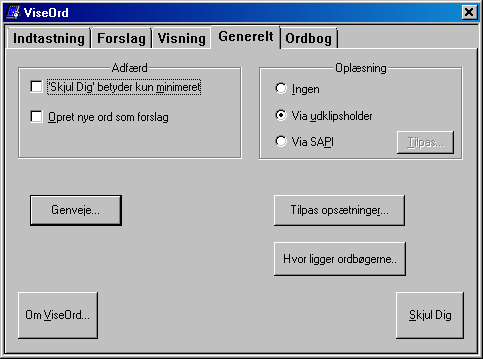 ViseOrd
Indtastning Forslag Visning Generelt Ordbog
Adfærd
'Skjul Dig' betyder kun minimeret
Opret nye ord som forslag
Oplæsning
Ingen
Via udklipsholder
Via SAPI
Tilpas...
Genveje...
Tilpas opsætninger...
Hvor ligger ordbøgerne..
Om ViseOrd...
Skjul Dig